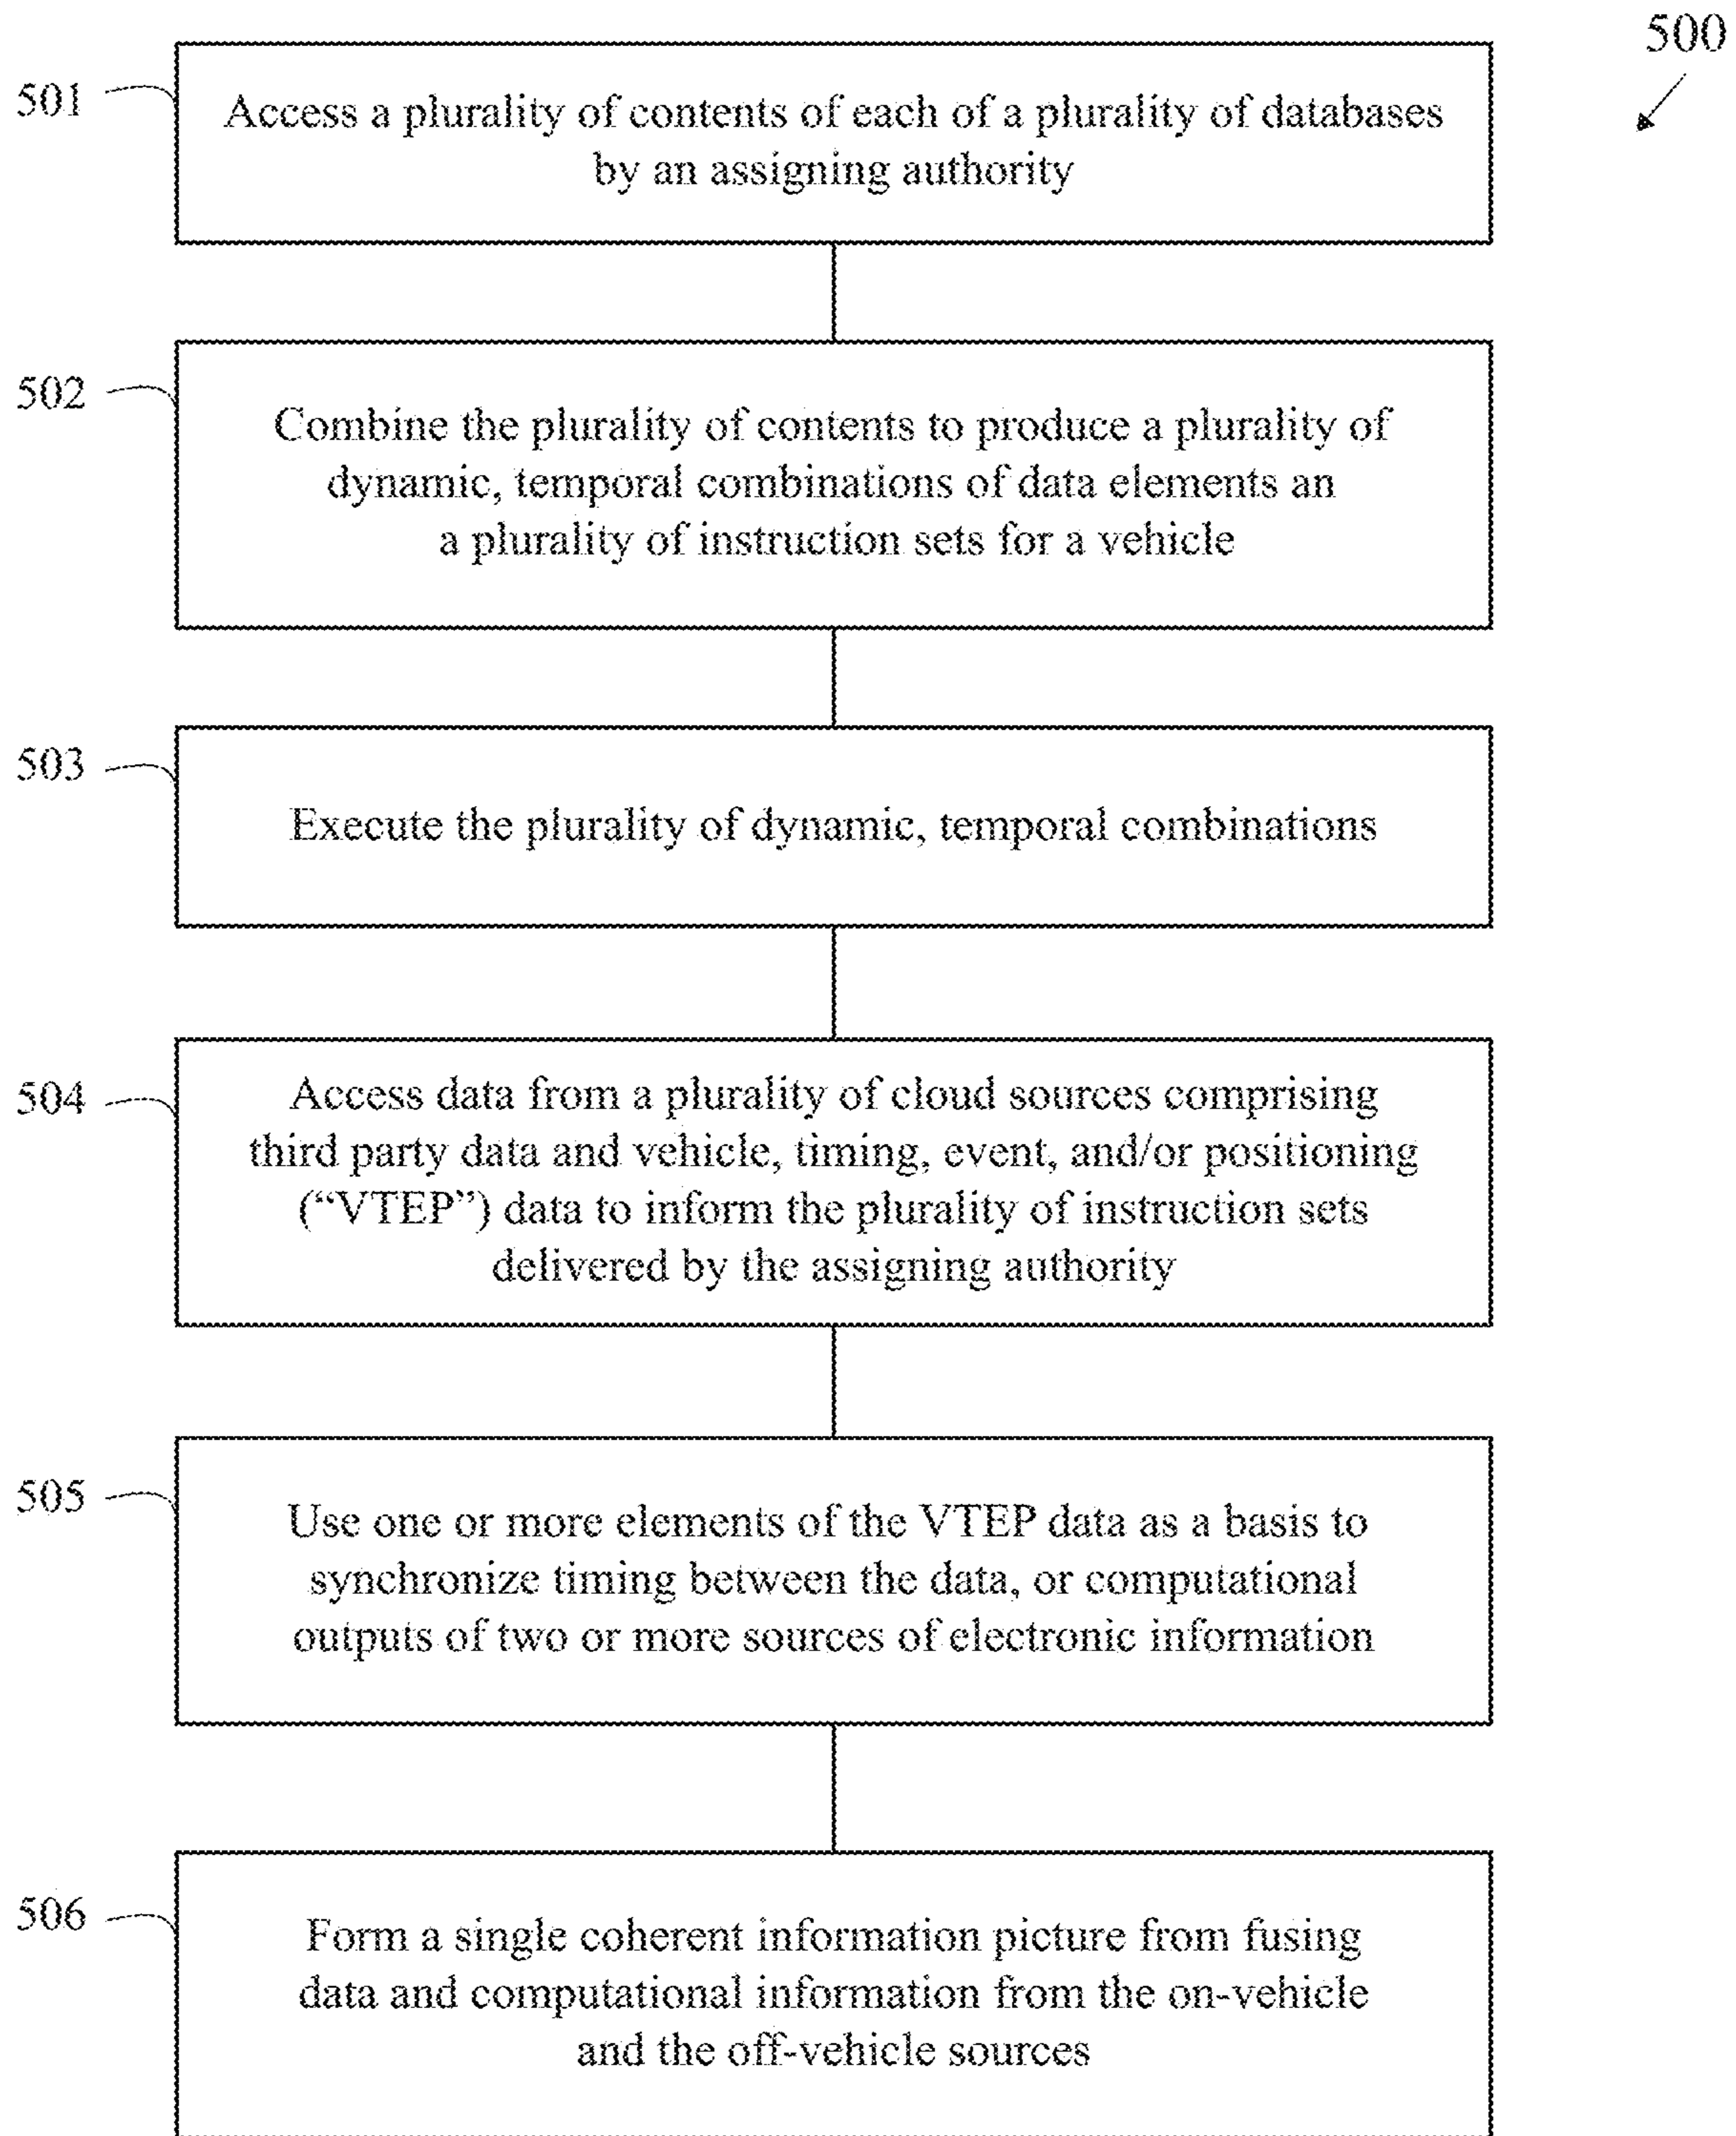 500
501
Access a plurality of contents of each of a plurality of databases
by an assigning authority
502
Combine the plurality of contents to produce a plurality of
dynamic, temporal combinations of data elements an
a plurality of instruction sets for a vehicle
503
Execute the plurality of dynamic, temporal combinations
504
Access data from a plurality of cloud sources comprising
third party data and vehicle, timing, event, and/or positioning
(“VTEP”) data to inform the plurality of instruction sets
delivered by the assigning authority
505
Use one or more elements of the VTEP data as a basis to
synchronize timing between the data, or computational
outputs of two or more sources of electronic information
506
Form a single coherent information picture from fusing
data and computational information from the on-vehicle
and the off-vehicle sources